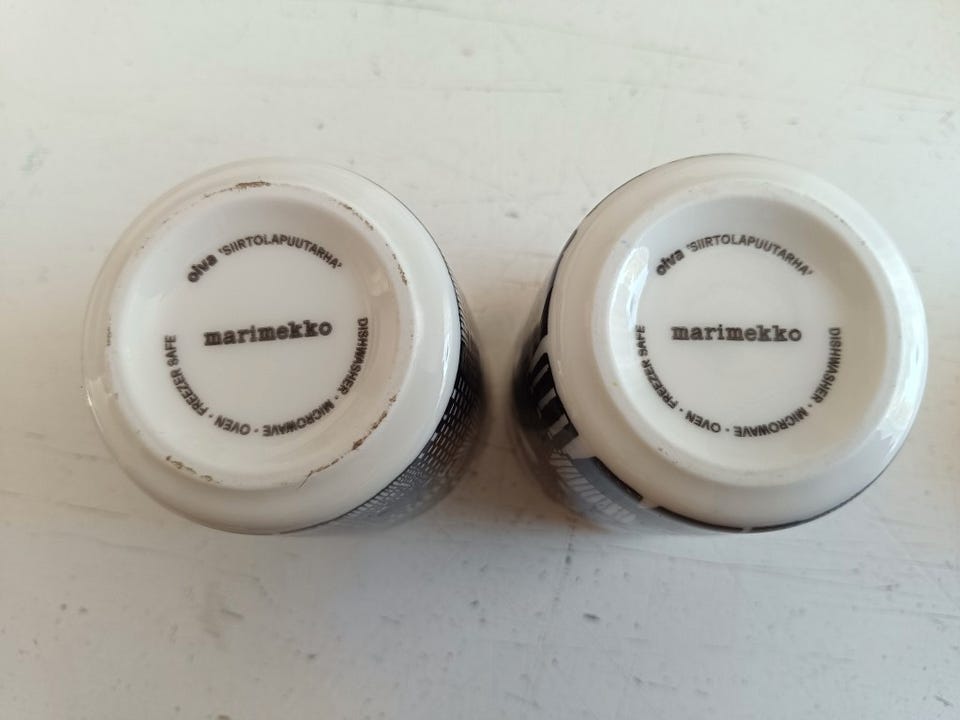 oiva 'SIIRTOLAPUUTARHA'
marimekko
DISHWASHER · MICROWAVE · OVEN · FREEZER SAFE
oiva 'SIIRTOLAPUUTARHA'
marimekko
DISHWASHER · MICROWAVE · OVEN · FREEZER SAFE